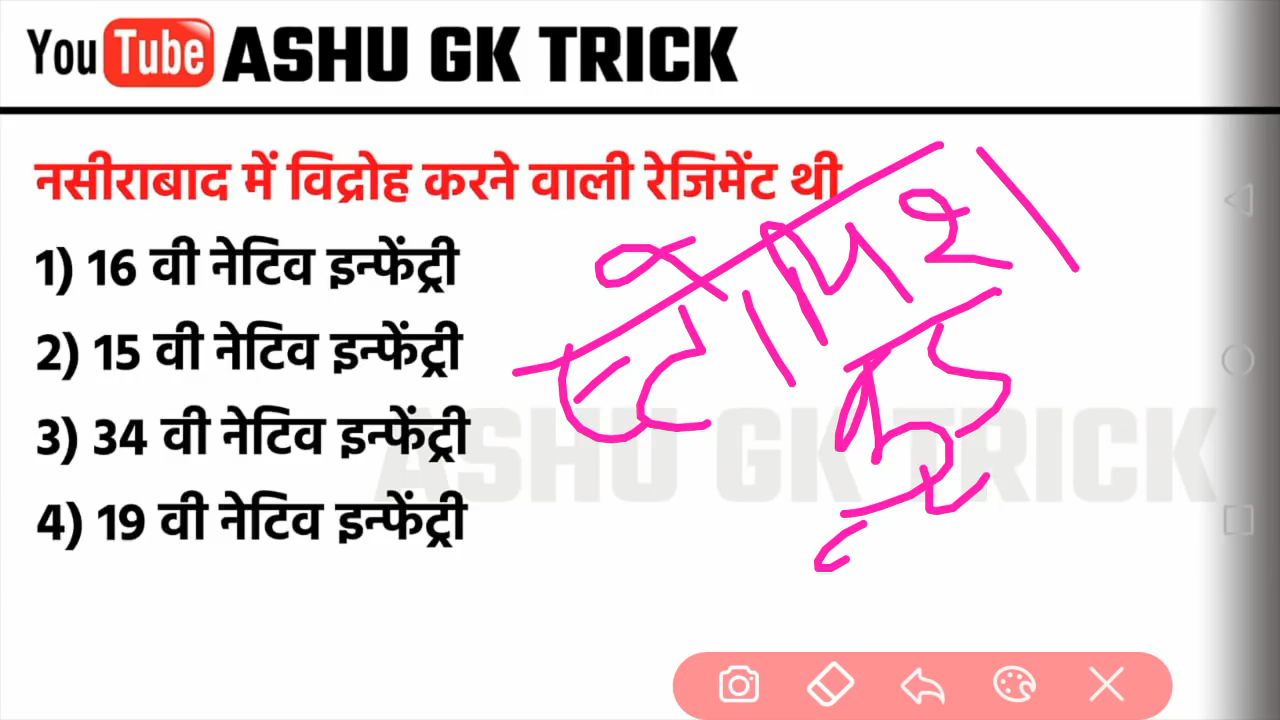 YouTube ASHU GK TRICK
नसीराबाद में विद्रोह करने वाली रेजिमेंट थी
1) 16 वी नेटिव इन्फेंट्री
2) 15 वी नेटिव इन्फेंट्री
3) 34 वी नेटिव इन्फेंट्री
4) 19 वी नेटिव इन्फेंट्री
ASHU GK TRICK